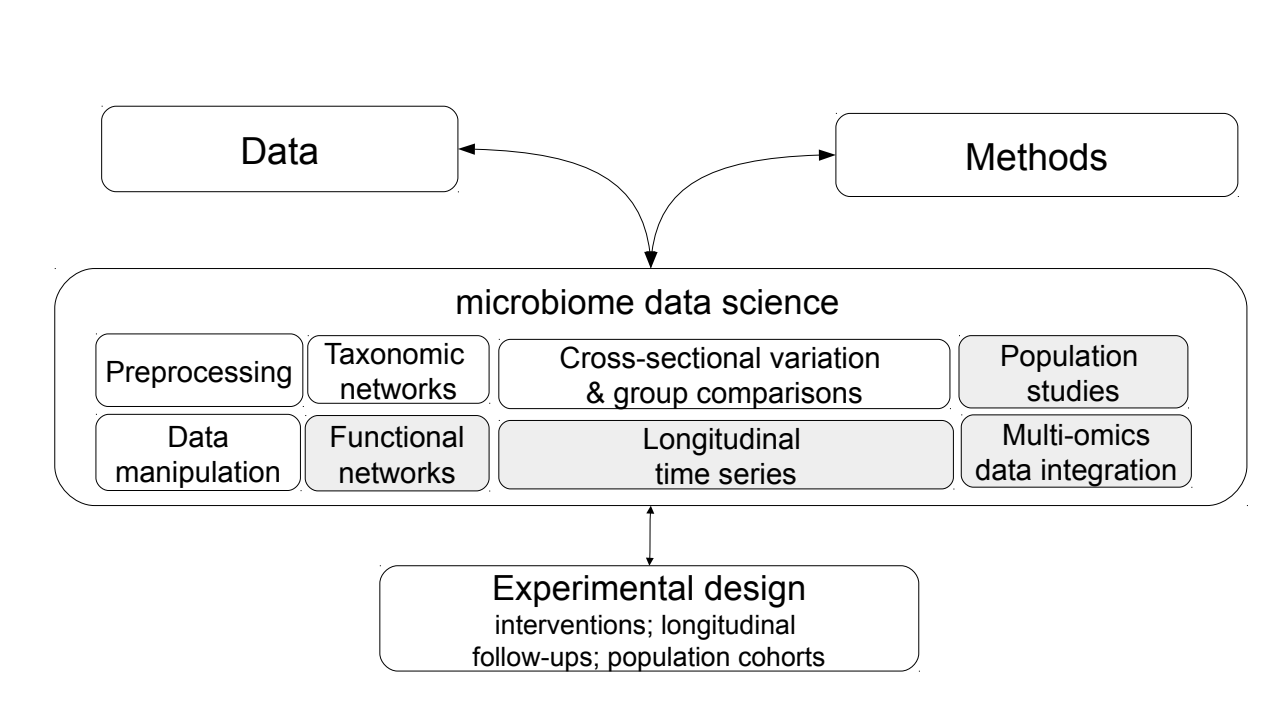 Data
Methods
microbiome data science
Preprocessing
Taxonomic
networks
Cross-sectional variation
& group comparisons
Population
studies
Data
manipulation
Functional
networks
Longitudinal
time series
Multi-omics
data integration
Experimental design
interventions; longitudinal
follow-ups; population cohorts